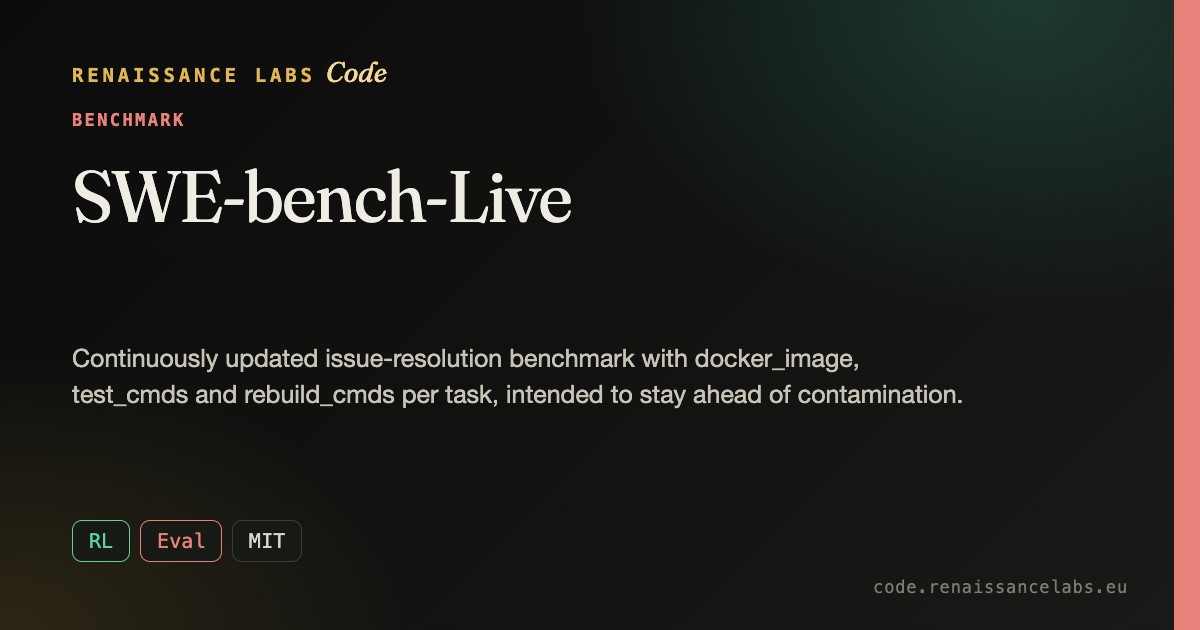 RENAISSANCE LABS Code
BENCHMARK
SWE-bench-Live
Continuously updated issue-resolution benchmark with docker_image,
test_cmds and rebuild_cmds per task, intended to stay ahead of contamination.
RL Eval MIT
code.renaissancelabs.eu